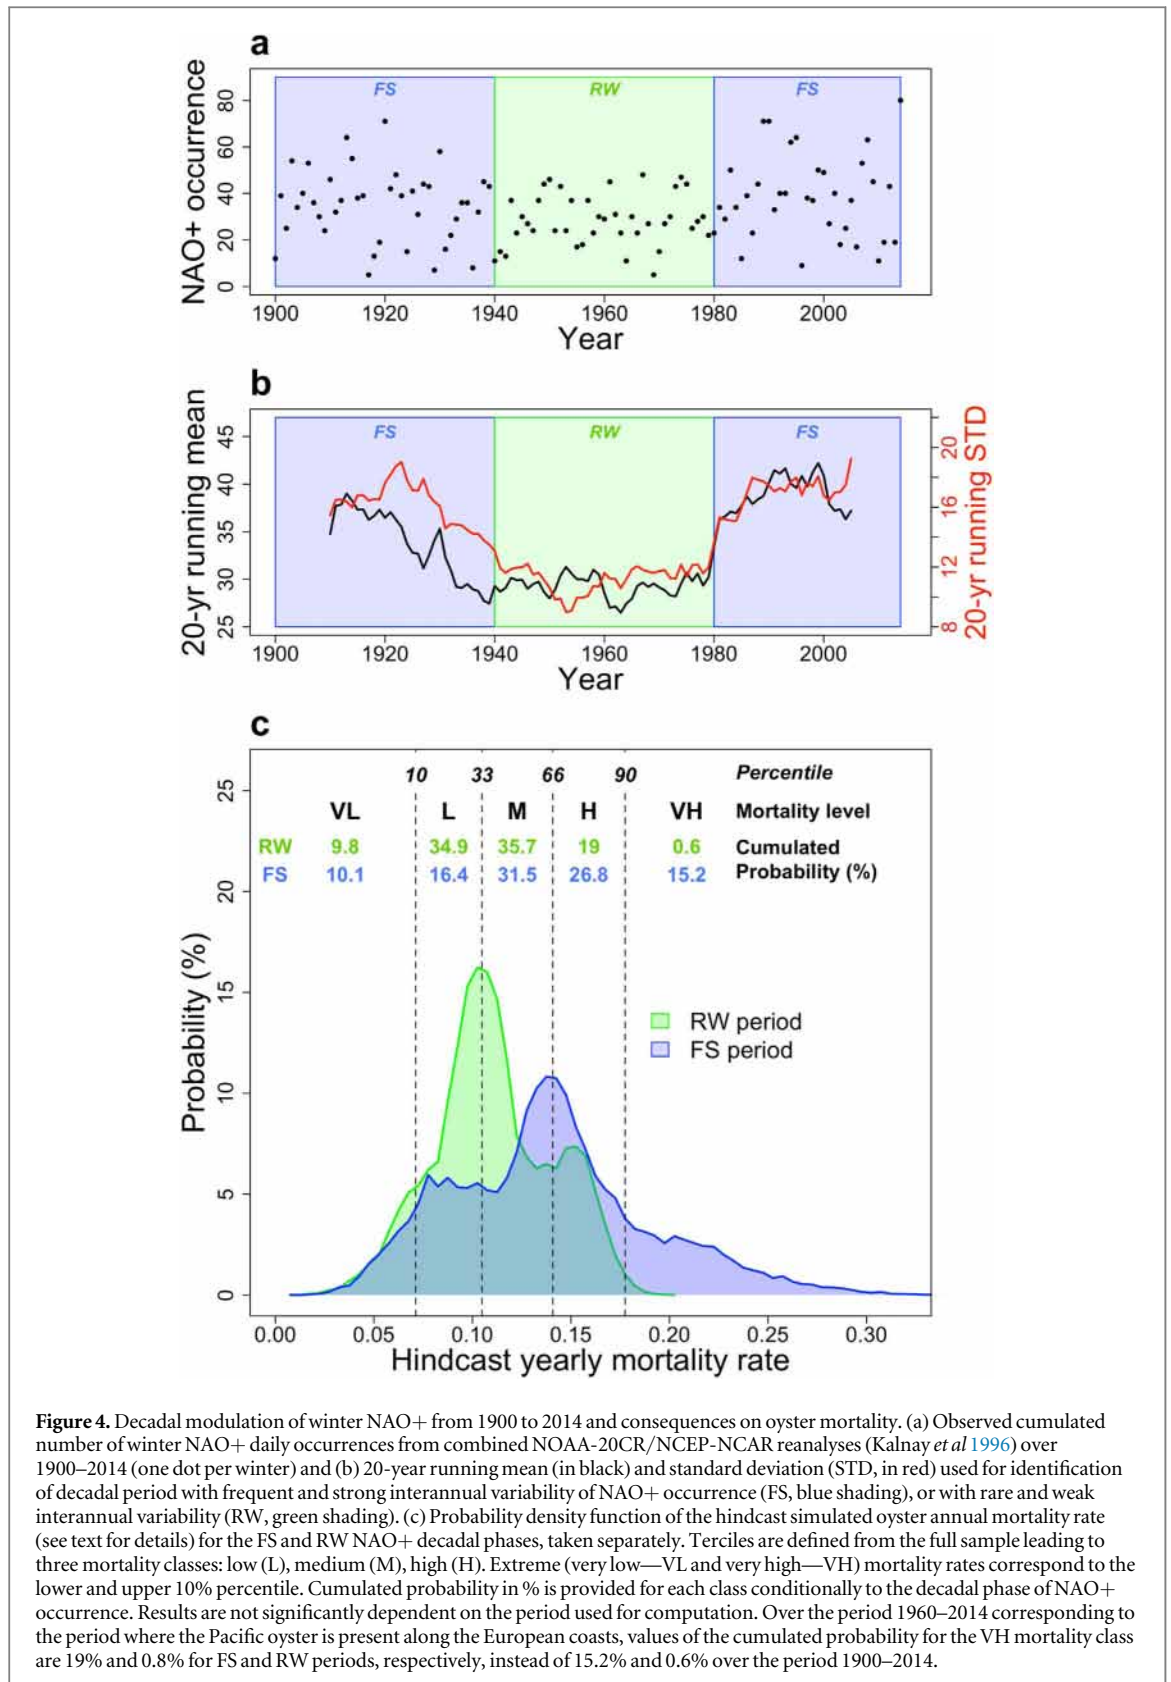 a
NAO+ occurrence
80
60
40
20
0
FS
RW
FS
1900
1920
1940
1960
1980
2000
Year
b
20-yr running mean
45
40
35
30
25
FS
RW
FS
20
16
12
8
20-yr running STD
1900
1920
1940
1960
1980
2000
Year
c
10 33 66 90 Percentile
VL L M H VH Mortality level
RW 9.8 34.9 35.7 19 0.6 Cumulated
FS 10.1 16.4 31.5 26.8 15.2 Probability (%)
Probability (%)
25
20
15
10
5
0
RW period
FS period
0.00
0.05
0.10
0.15
0.20
0.25
0.30
Hindcast yearly mortality rate
Figure 4. Decadal modulation of winter NAO+ from 1900 to 2014 and consequences on oyster mortality. (a) Observed cumulated
number of winter NAO+ daily occurrences from combined NOAA-20CR/NCEP-NCAR reanalyses (Kalnay et al 1996) over
1900–2014 (one dot per winter) and (b) 20-year running mean (in black) and standard deviation (STD, in red) used for identification
of decadal period with frequent and strong interannual variability of NAO+ occurrence (FS, blue shading), or with rare and weak
interannual variability (RW, green shading). (c) Probability density function of the hindcast simulated oyster annual mortality rate
(see text for details) for the FS and RW NAO+ decadal phases, taken separately. Terciles are defined from the full sample leading to
three mortality classes: low (L), medium (M), high (H). Extreme (very low—VL and very high—VH) mortality rates correspond to the
lower and upper 10% percentile. Cumulated probability in % is provided for each class conditionally to the decadal phase of NAO+
occurrence. Results are not significantly dependent on the period used for computation. Over the period 1960–2014 corresponding to
the period where the Pacific oyster is present along the European coasts, values of the cumulated probability for the VH mortality class
are 19% and 0.8% for FS and RW periods, respectively, instead of 15.2% and 0.6% over the period 1900–2014.